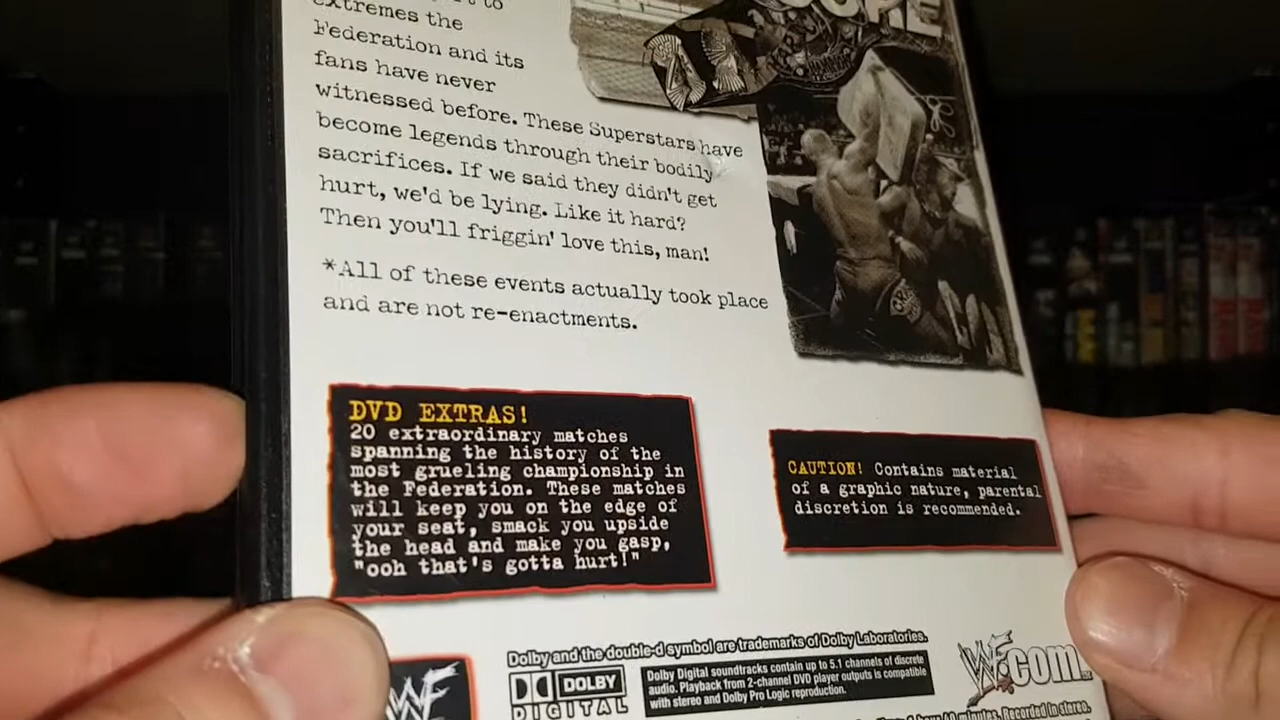 extremes the
Federation and its
fans have never
witnessed before. These Superstars have
become legends through their bodily
sacrifices. If we said they didn't get
hurt, we'd be lying. Like it hard?
Then you'll friggin' love this, man!
*All of these events actually took place
and are not re-enactments.
DVD EXTRAS!
20 extraordinary matches
spanning the history of the
most grueling championship in
the Federation. These matches
will keep you on the edge of
your seat, smack you upside
the head and make you gasp,
"ooh that's gotta hurt!"
CAUTION! Contains material
of a graphic nature, parental
discretion is recommended.
Dolby and the double-d symbol are trademarks of Dolby Laboratories.
DOLBY
DIGITAL
Dolby Digital soundtracks contain up to 5.1 channels of discrete
audio. Playback from 2-channel DVD player outputs is compatible
with stereo and Dolby Pro Logic reproduction.
WF
WF.COM
minutes. Recorded in stereo.